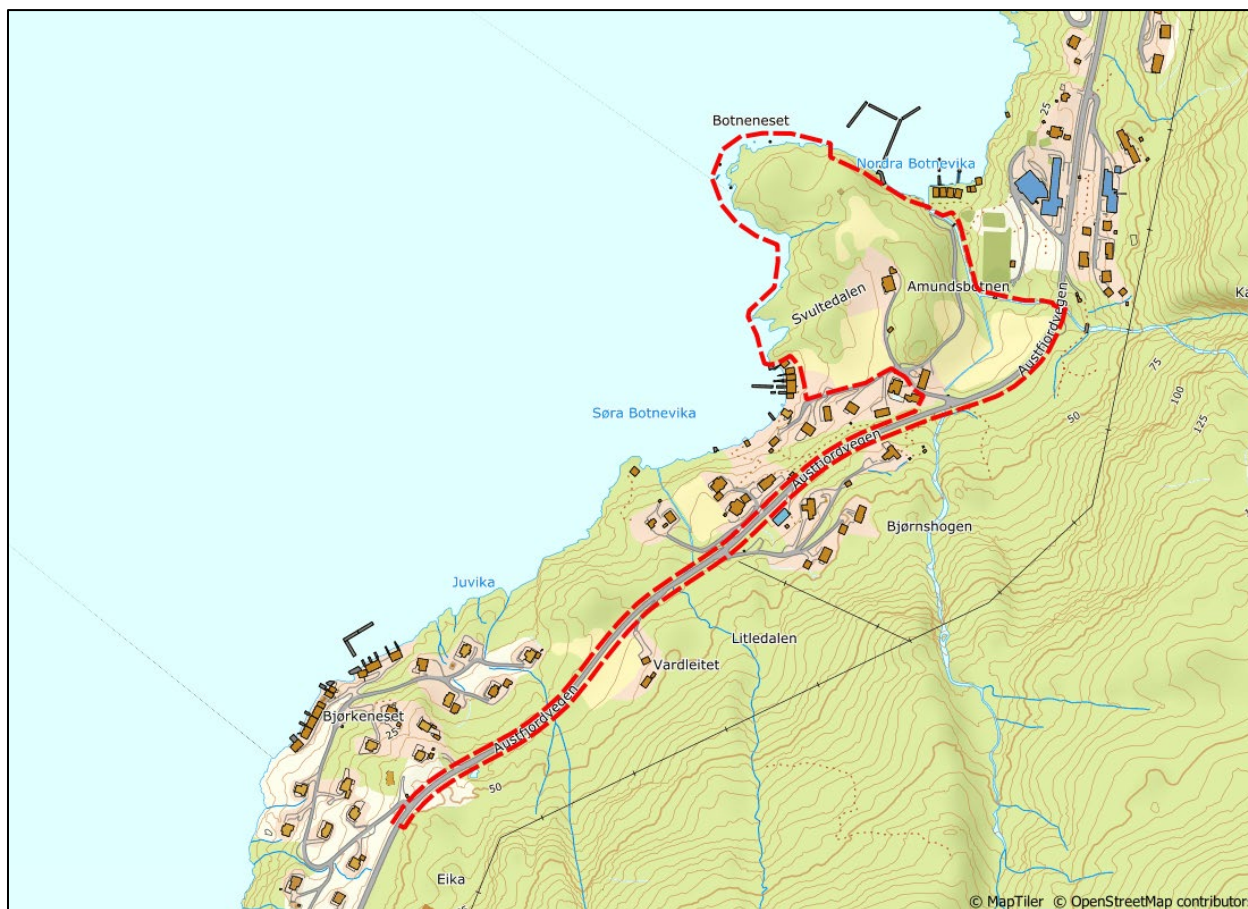 Botneneset
25
Nordra Botnevika
Svultedalen
Amundsbotnen
Austfjordvegen
75
100
125
50
Søra Botnevika
Austfjordvegen
Bjørnshogen
Juvika
Litledalen
Vardleitet
Austfjordvegen
Bjørkeneset
25
50
Eika
© MapTiler © OpenStreetMap contributors